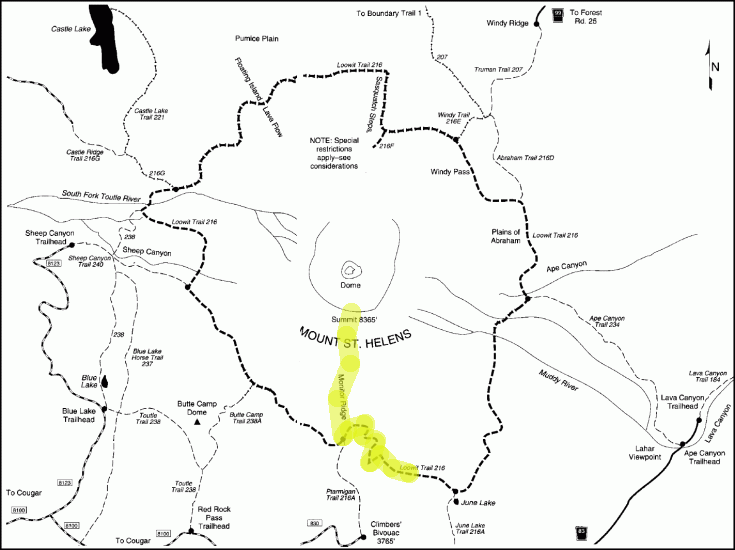 Castle Lake
Pumice Plain
To Boundary Trail 1
Windy Ridge
99
To Forest
Rd. 25
N
Loowit Trail 216
207
Truman Trail 207
Floating Island Lava Flow
Sasquatch Steps
Castle Lake
Trail 221
Windy Trail
216E
NOTE: Special
restrictions
apply–see
considerations
216F
Castle Ridge
Trail 216G
216G
Abraham Trail 216D
Windy Pass
South Fork Toutle River
Loowit Trail 216
Sheep Canyon
Trailhead
238
Plains of
Abraham
Loowit Trail 216
Sheep Canyon
Sheep Canyon
Trail 240
8123
Ape Canyon
Dome
Summit 8365'
MOUNT ST. HELENS
Ape Canyon
Trail 234
238
Blue Lake
Horse Trail
237
Muddy River
Lava Canyon
Trail 184
Blue
Lake
Monitor Ridge
Butte Camp
Dome
Butte Camp
Trail 238A
Lava Canyon
Trailhead
Blue Lake
Trailhead
Toutle
Trail 238
Lava Canyon
Lahar
Viewpoint
Ape Canyon
Trailhead
Loowit Trail 216
8123
Toutle
Trail 238
Ptarmigan
Trail 216A
To Cougar
June Lake
8100
8100
Red Rock
Pass
Trailhead
830
Climbers'
Bivouac
3765'
June Lake
Trail 216A
83
To Cougar
8100